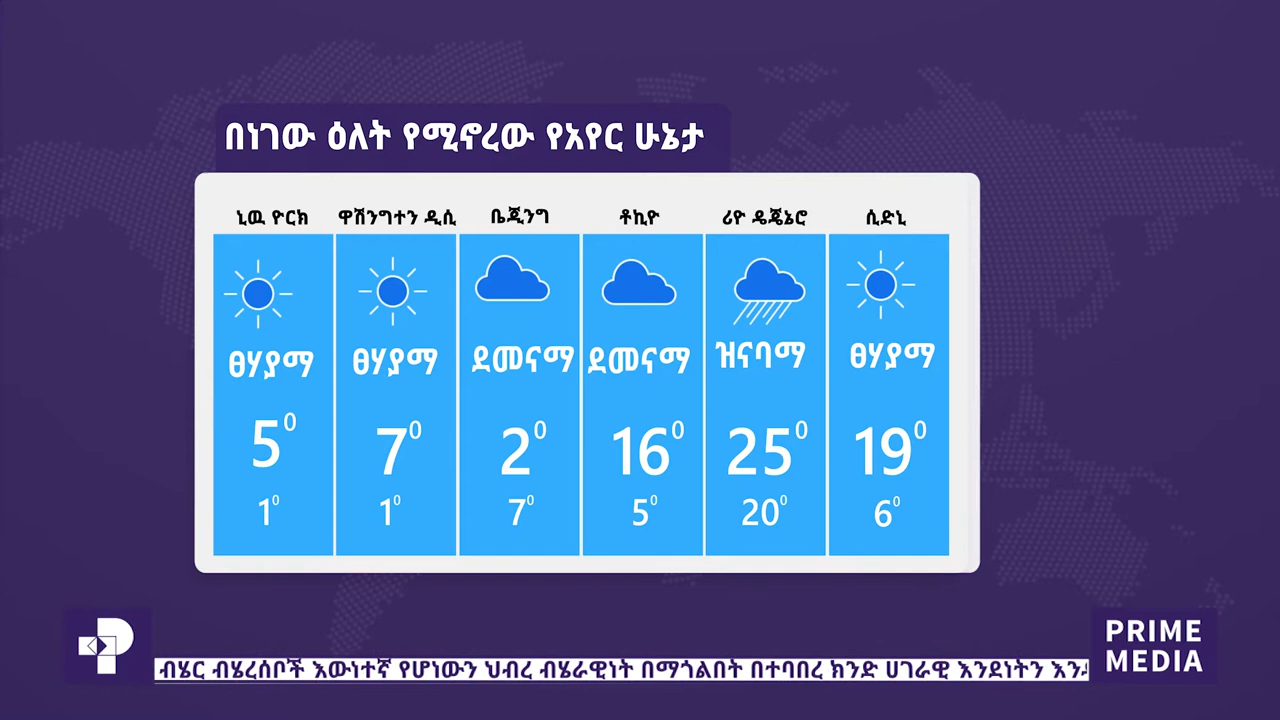 በነገው ዕለት የሚኖረው የአየር ሁኔታ
ኒዉ ዮርክ ዋሽንግተን ዲሲ ቤጂንግ ቶኪዮ ሪዮ ዴጄኔሮ ሲድኒ
ፀሃያማ ፀሃያማ ደመናማ ደመናማ ዝናባማ ፀሃያማ
5⁰ 7⁰ 2⁰ 16⁰ 25⁰ 19⁰
1⁰ 1⁰ 7⁰ 5⁰ 20⁰ 6⁰
PRIME
MEDIA
ብሄር ብሄረሰቦች እውነተኛ የሆነውን ህብረ ብሄራዊነት በማጎልበት በተባበረ ክንድ ሀገራዊ እንደነትን